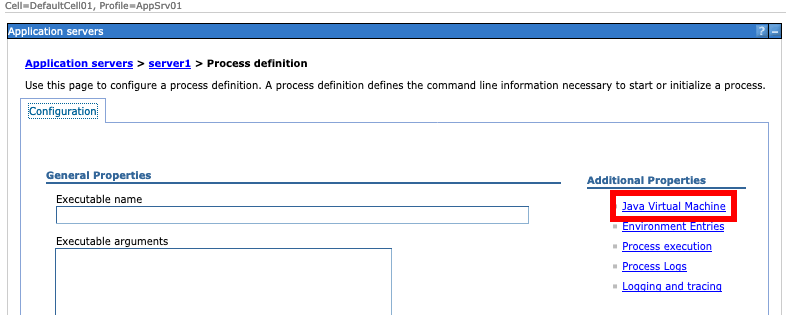 Cell=DefaultCell01, Profile=AppSrv01
Application servers ? –
Application servers > server1 > Process definition
Use this page to configure a process definition. A process definition defines the command line information necessary to start or initialize a process.
Configuration
General Properties
Executable name
Executable arguments
Additional Properties
Java Virtual Machine
Environment Entries
Process execution
Process Logs
Logging and tracing